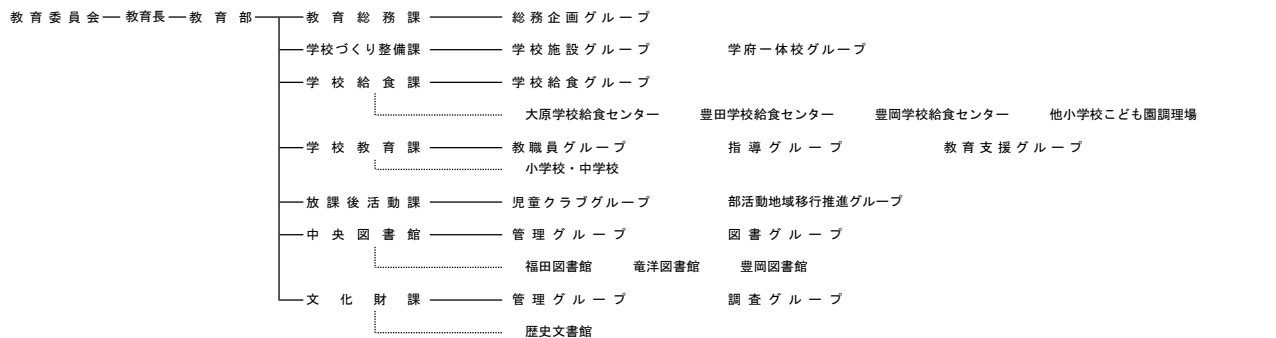 教育委員会 教育長 教育部 教育総務課 総務企画グループ
学校づくり整備課 学校施設グループ 学府一体校グループ
学校給食課 学校給食グループ
大原学校給食センター 豊田学校給食センター 豊岡学校給食センター 他小学校こども園調理場
学校教育課 教職員グループ 指導グループ 教育支援グループ
小学校・中学校
放課後活動課 児童クラブグループ 部活動地域移行推進グループ
中央図書館 管理グループ 図書グループ
福田図書館 竜洋図書館 豊岡図書館
文化財課 管理グループ 調査グループ
歴史文書館